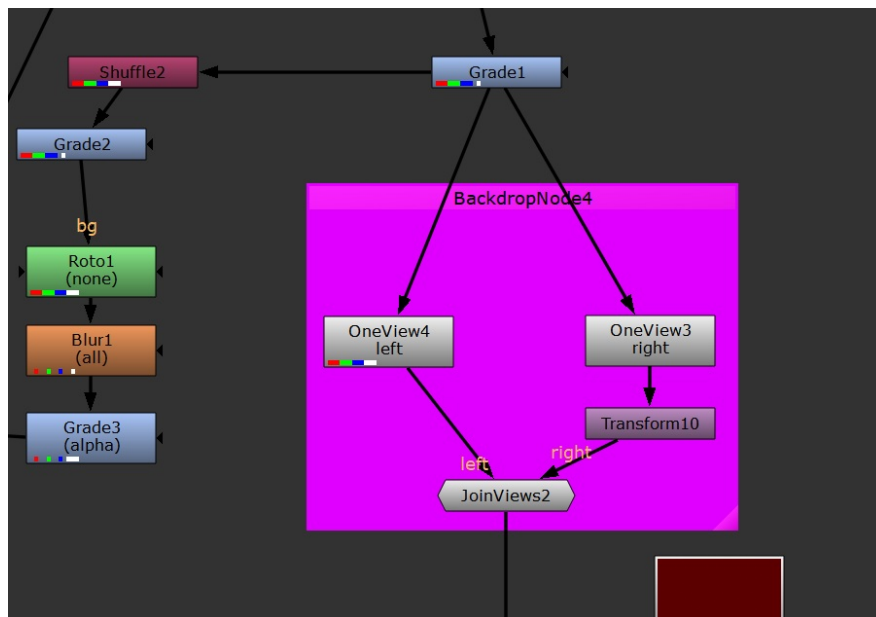 Shuffle2
Grade1
Grade2
BackdropNode4
bg
Roto1
(none)
OneView4
left
OneView3
right
Blur1
(all)
Grade3
(alpha)
Transform10
left
right
JoinViews2